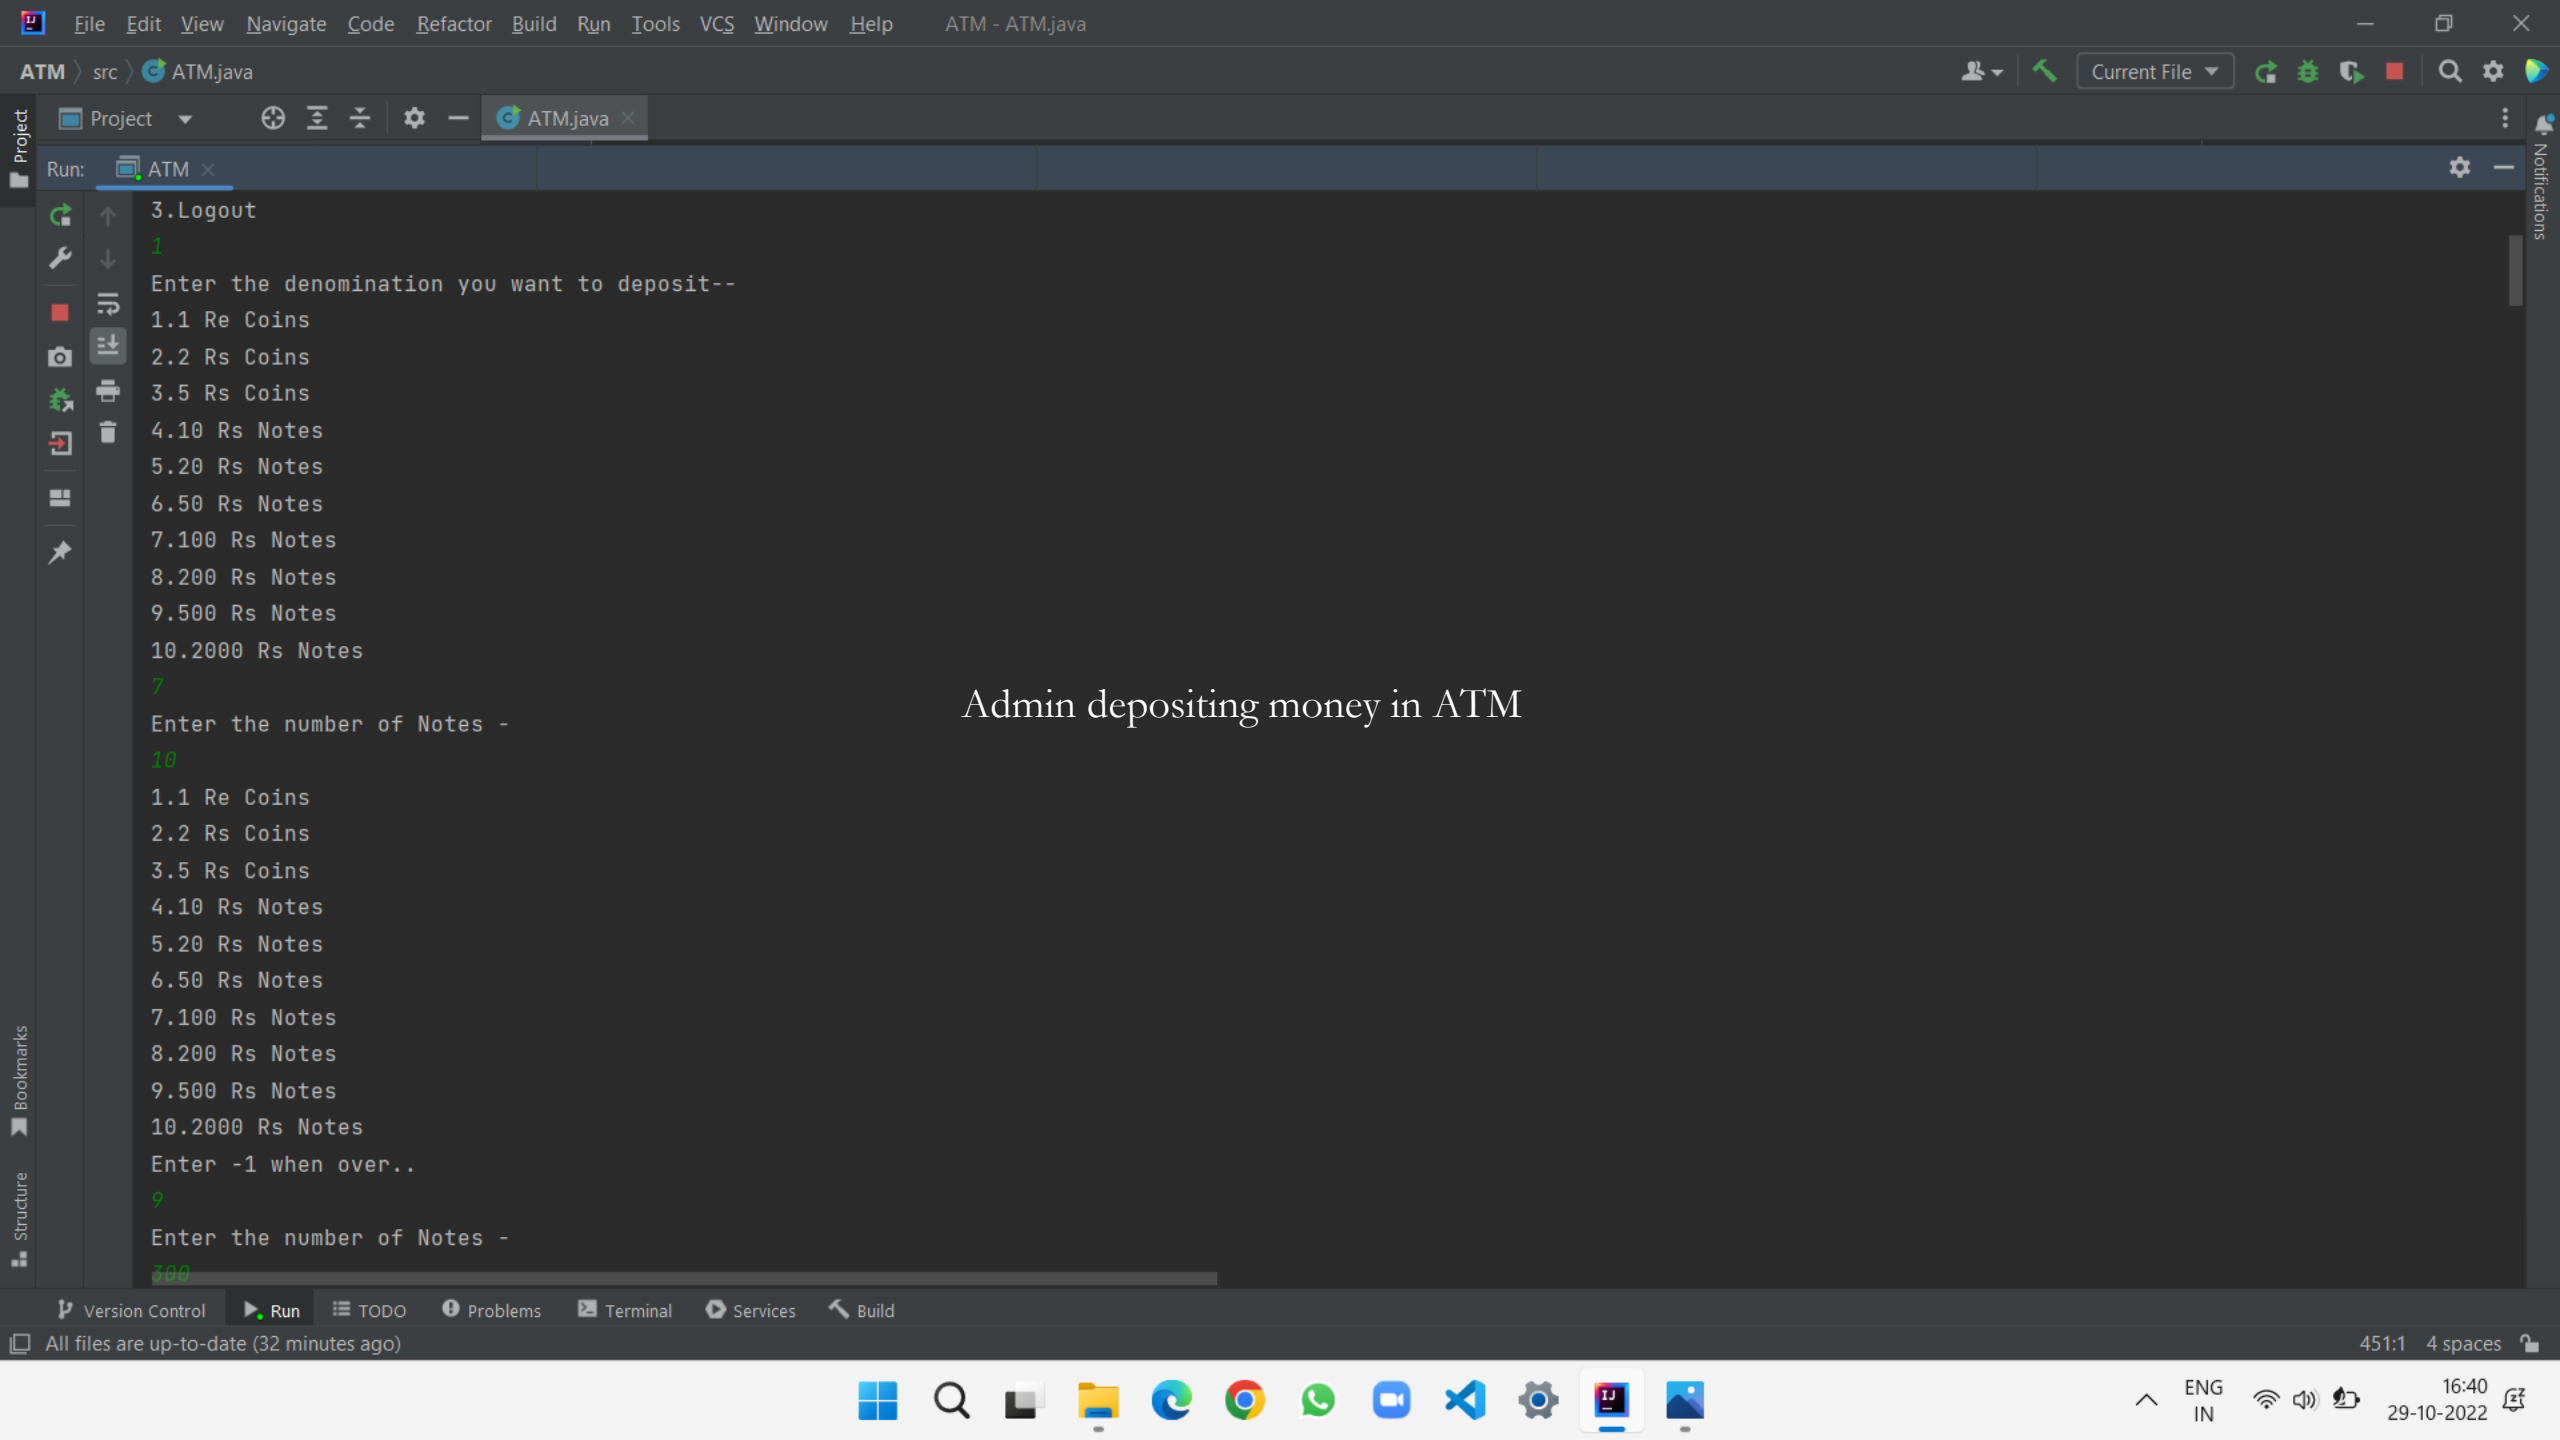 File Edit View Navigate Code Refactor Build Run Tools VCS Window Help ATM - ATM.java
ATM src ATM.java Current File
Project Project ATM.java
Notifications
Run: ATM
3.Logout
1
Enter the denomination you want to deposit--
1.1 Re Coins
2.2 Rs Coins
3.5 Rs Coins
4.10 Rs Notes
5.20 Rs Notes
6.50 Rs Notes
7.100 Rs Notes
8.200 Rs Notes
9.500 Rs Notes
10.2000 Rs Notes
7
Admin depositing money in ATM
Enter the number of Notes -
10
1.1 Re Coins
2.2 Rs Coins
3.5 Rs Coins
4.10 Rs Notes
5.20 Rs Notes
6.50 Rs Notes
7.100 Rs Notes
8.200 Rs Notes
9.500 Rs Notes
10.2000 Rs Notes
Enter -1 when over..
9
Enter the number of Notes -
300
Bookmarks
Structure
Version Control Run TODO Problems Terminal Services Build
All files are up-to-date (32 minutes ago) 451:1 4 spaces
ENG 16:40
IN 29-10-2022